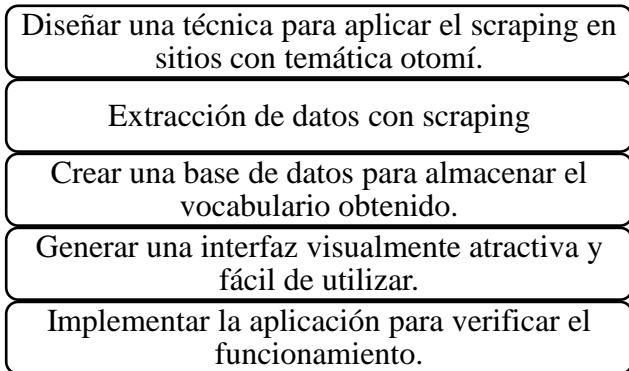 Diseñar una técnica para aplicar el scraping en
sitios con temática otomí.
Extracción de datos con scraping
Crear una base de datos para almacenar el
vocabulario obtenido.
Generar una interfaz visualmente atractiva y
fácil de utilizar.
Implementar la aplicación para verificar el
funcionamiento.